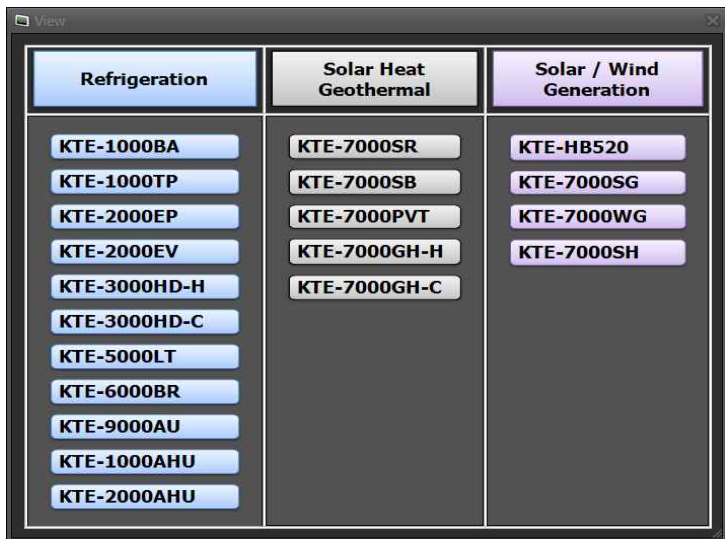 View
Refrigeration
Solar Heat
Geothermal
Solar / Wind
Generation
KTE-1000BA
KTE-1000TP
KTE-2000EP
KTE-2000EV
KTE-3000HD-H
KTE-3000HD-C
KTE-5000LT
KTE-6000BR
KTE-9000AU
KTE-1000AHU
KTE-2000AHU
KTE-7000SR
KTE-7000SB
KTE-7000PVT
KTE-7000GH-H
KTE-7000GH-C
KTE-HB520
KTE-7000SG
KTE-7000WG
KTE-7000SH